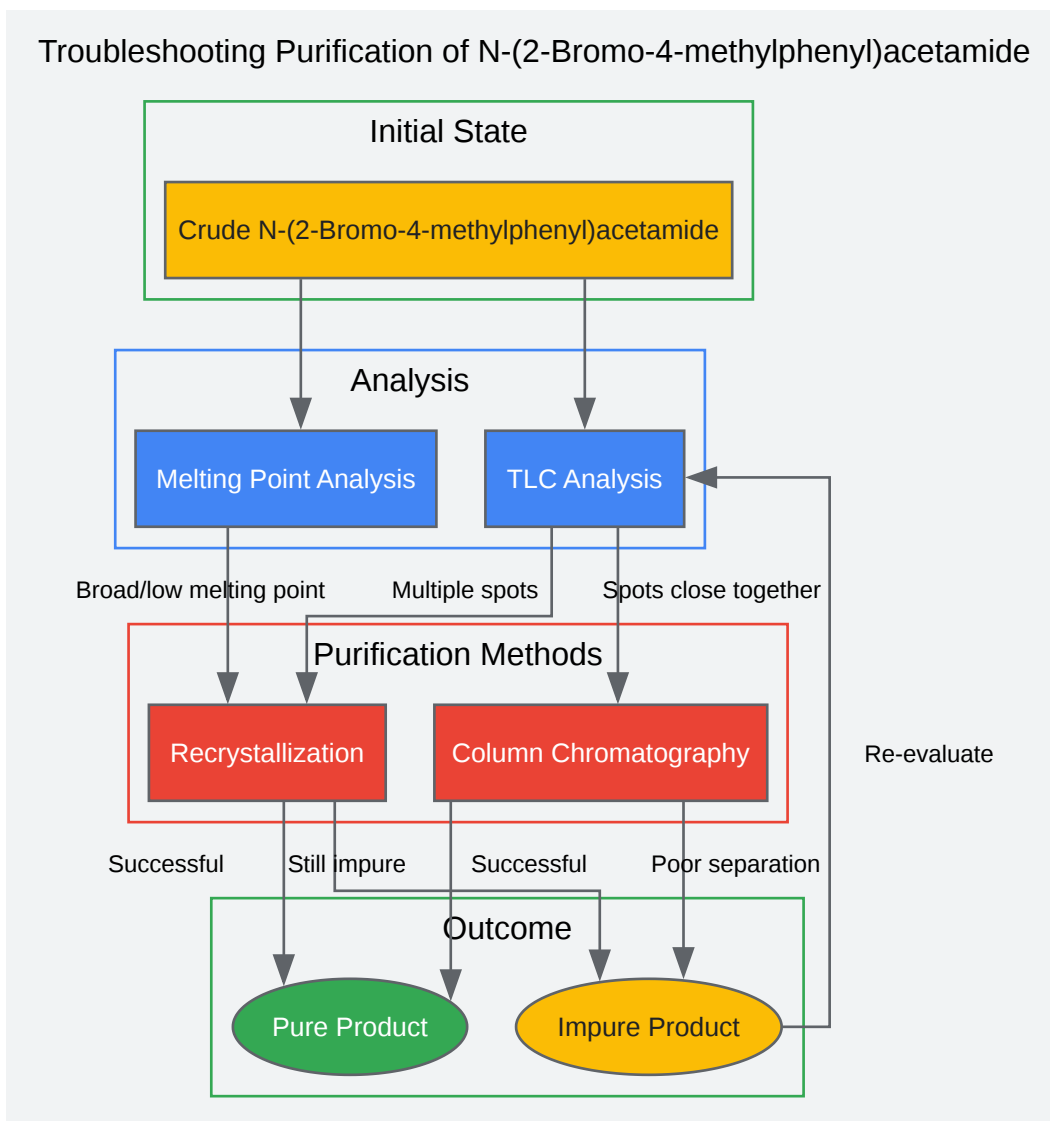 Troubleshooting Purification of N-(2-Bromo-4-methylphenyl)acetamide
Initial State
Crude N-(2-Bromo-4-methylphenyl)acetamide
Analysis
Melting Point Analysis
TLC Analysis
Broad/low melting point
Multiple spots
Spots close together
Purification Methods
Recrystallization
Column Chromatography
Re-evaluate
Successful
Still impure
Successful
Poor separation
Outcome
Pure Product
Impure Product